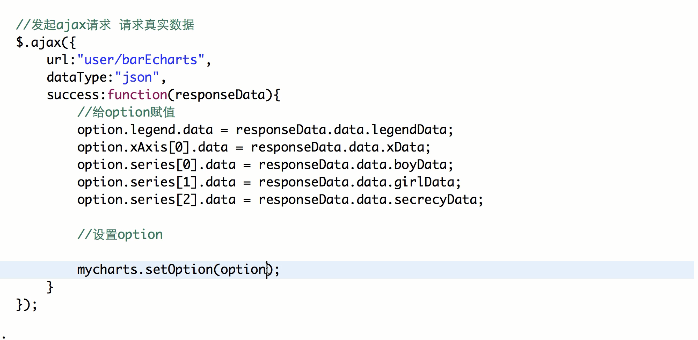 //发起ajax请求 请求真实数据
$.ajax({
    url:"user/barEcharts",
    dataType:"json",
    success:function(responseData){
        //给option赋值
        option.legend.data = responseData.data.legendData;
        option.xAxis[0].data = responseData.data.xData;
        option.series[0].data = responseData.data.boyData;
        option.series[1].data = responseData.data.girlData;
        option.series[2].data = responseData.data.secrecyData;
        //设置option
        mycharts.setOption(option);
    }
});
.